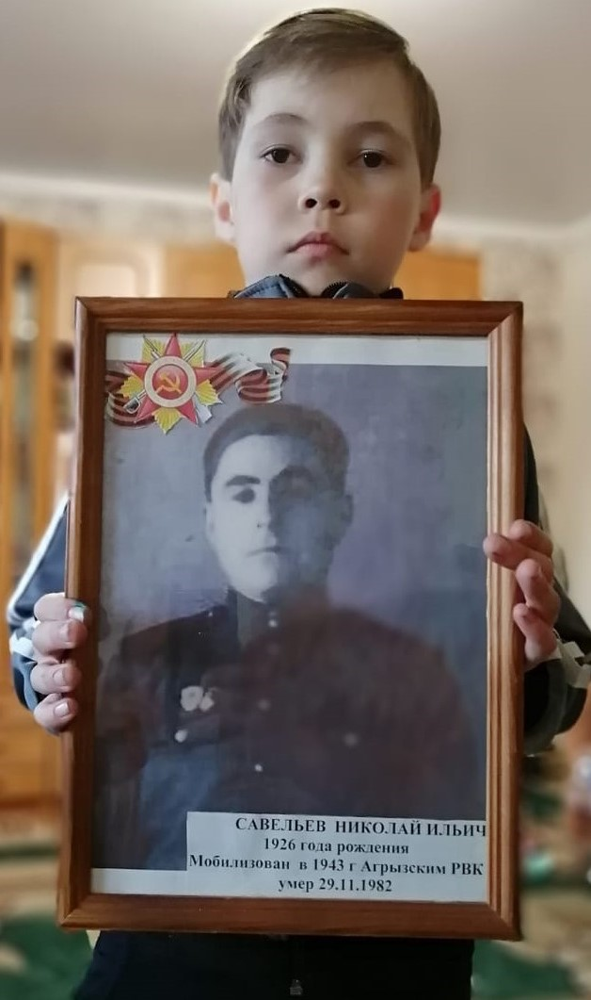 САВЕЛЬЕВ НИКОЛАЙ ИЛЬИЧ
1926 года рождения
Мобилизован в 1943 г Агрызским РВК
умер 29.11.1982